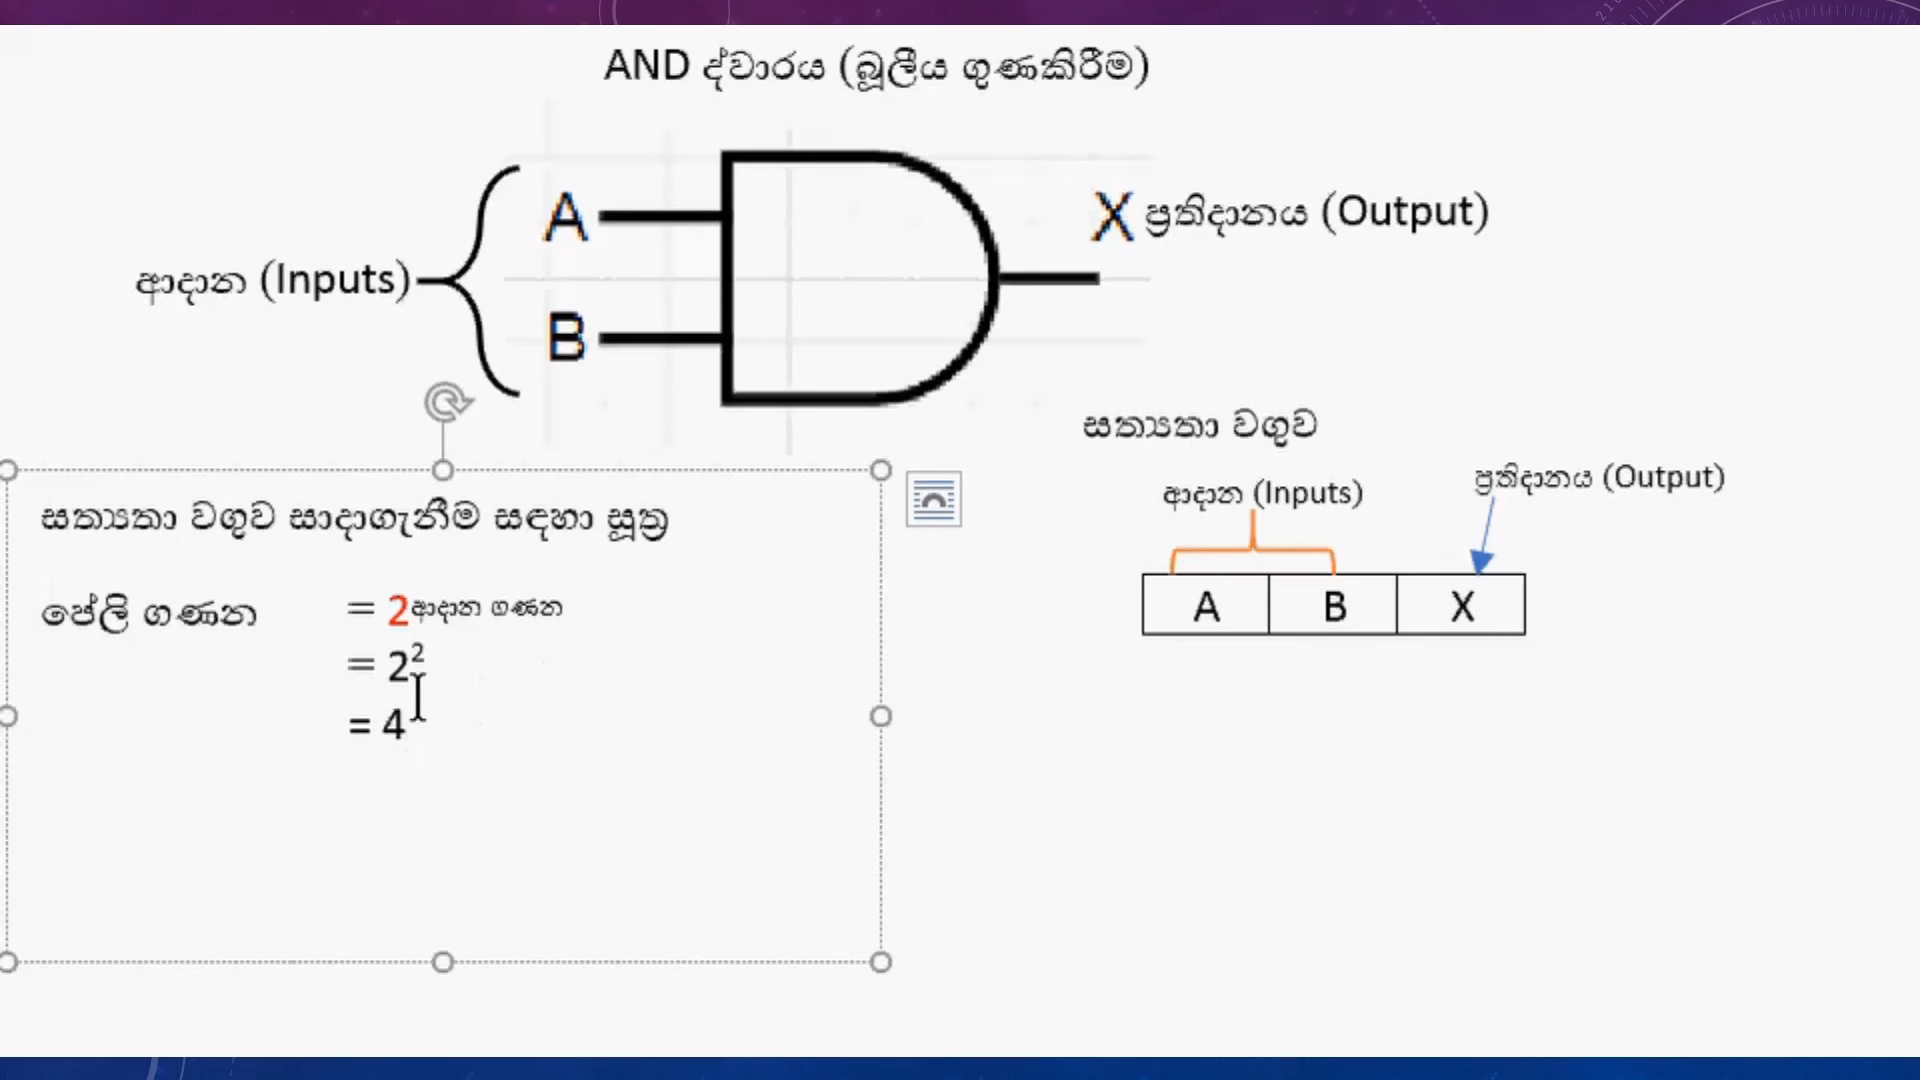 AND ද්වාරය (බූලීය ගුණකිරීම)
A
X ප්‍රතිදානය (Output)
ආදාන (Inputs)
B
සත්‍යතා වගුව
ආදාන (Inputs)
ප්‍රතිදානය (Output)
A B X
සත්‍යතා වගුව සාදාගැනීම සඳහා සූත්‍ර
පේලි ගණන = 2ආදාන ගණන
= 2²
= 4